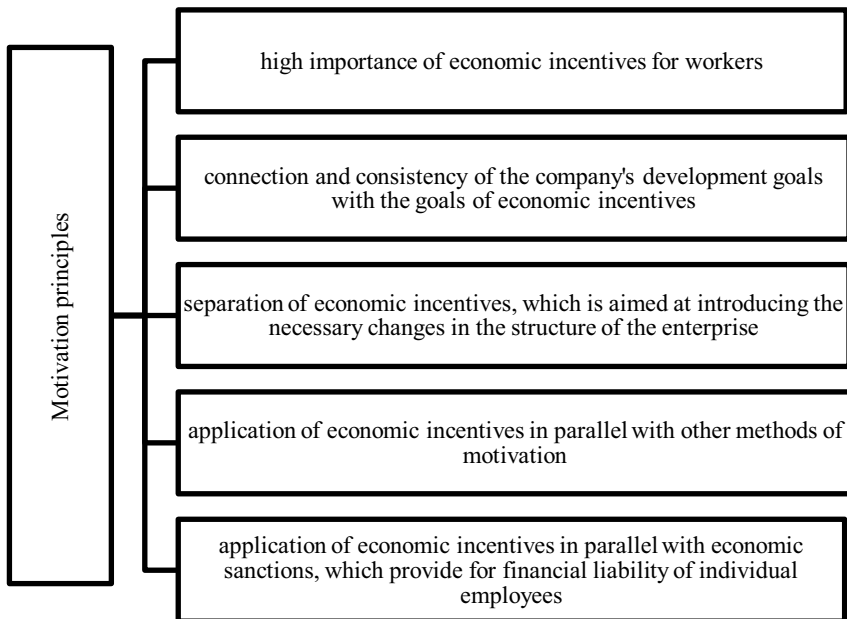 Motivation principles
high importance of economic incentives for workers
connection and consistency of the company's development goals
with the goals of economic incentives
separation of economic incentives, which is aimed at introducing the
necessary changes in the structure of the enterprise
application of economic incentives in parallel with other methods of
motivation
application of economic incentives in parallel with economic
sanctions, which provide for financial liability of individual
employees